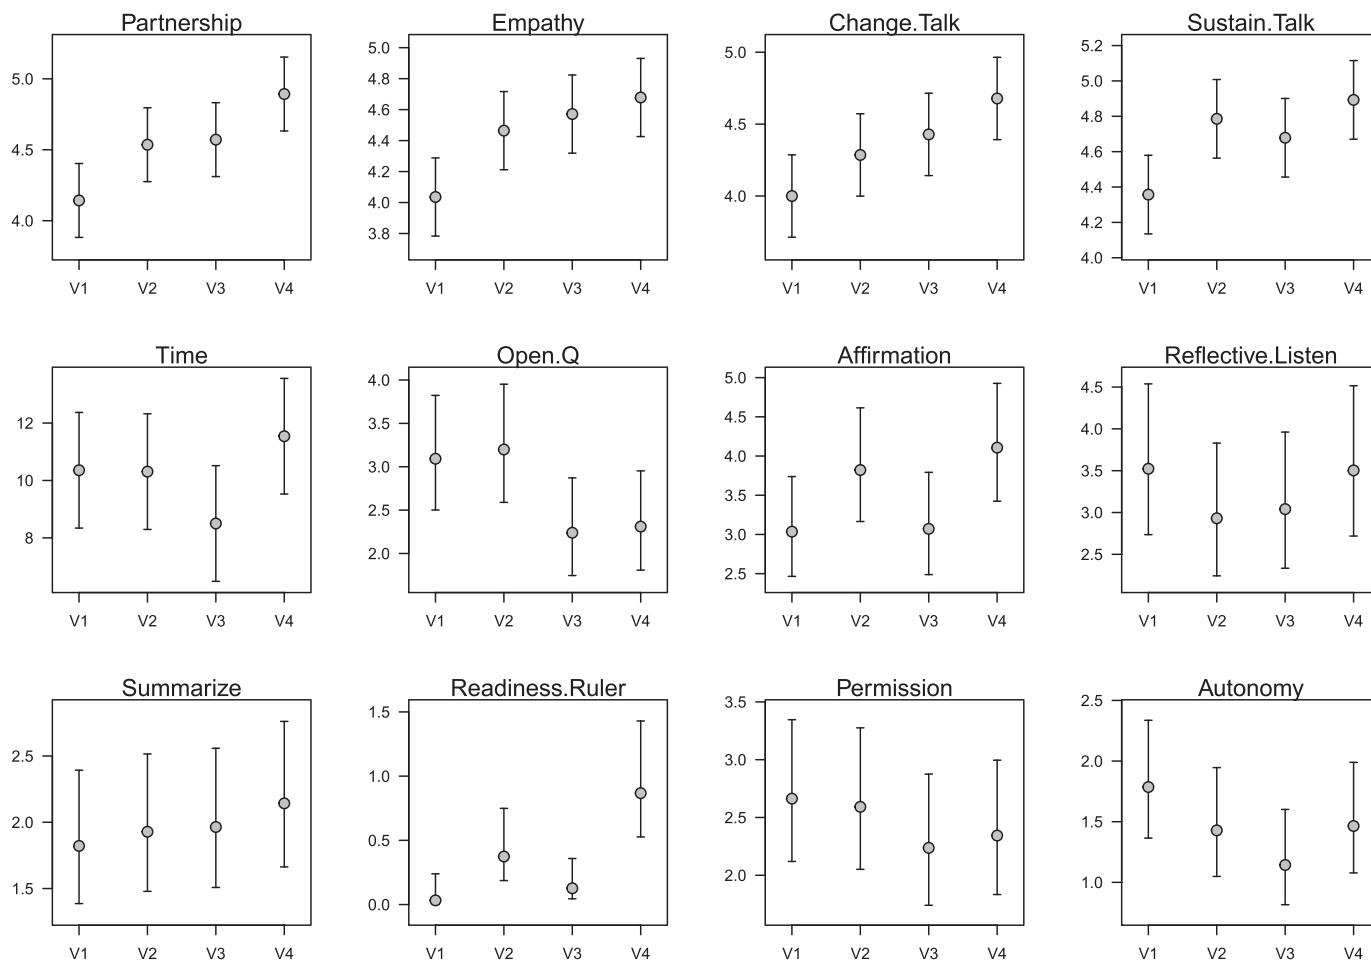 Partnership
5.0
4.5
4.0
V1 V2 V3 V4
Empathy
5.0
4.8
4.6
4.4
4.2
4.0
3.8
V1 V2 V3 V4
Change.Talk
5.0
4.5
4.0
V1 V2 V3 V4
Sustain.Talk
5.2
5.0
4.8
4.6
4.4
4.2
4.0
V1 V2 V3 V4
Time
12
10
8
V1 V2 V3 V4
Open.Q
4.0
3.5
3.0
2.5
2.0
V1 V2 V3 V4
Affirmation
5.0
4.5
4.0
3.5
3.0
2.5
V1 V2 V3 V4
Reflective.Listen
4.5
4.0
3.5
3.0
2.5
V1 V2 V3 V4
Summarize
2.5
2.0
1.5
V1 V2 V3 V4
Readiness.Ruler
1.5
1.0
0.5
0.0
V1 V2 V3 V4
Permission
3.5
3.0
2.5
2.0
V1 V2 V3 V4
Autonomy
2.5
2.0
1.5
1.0
V1 V2 V3 V4